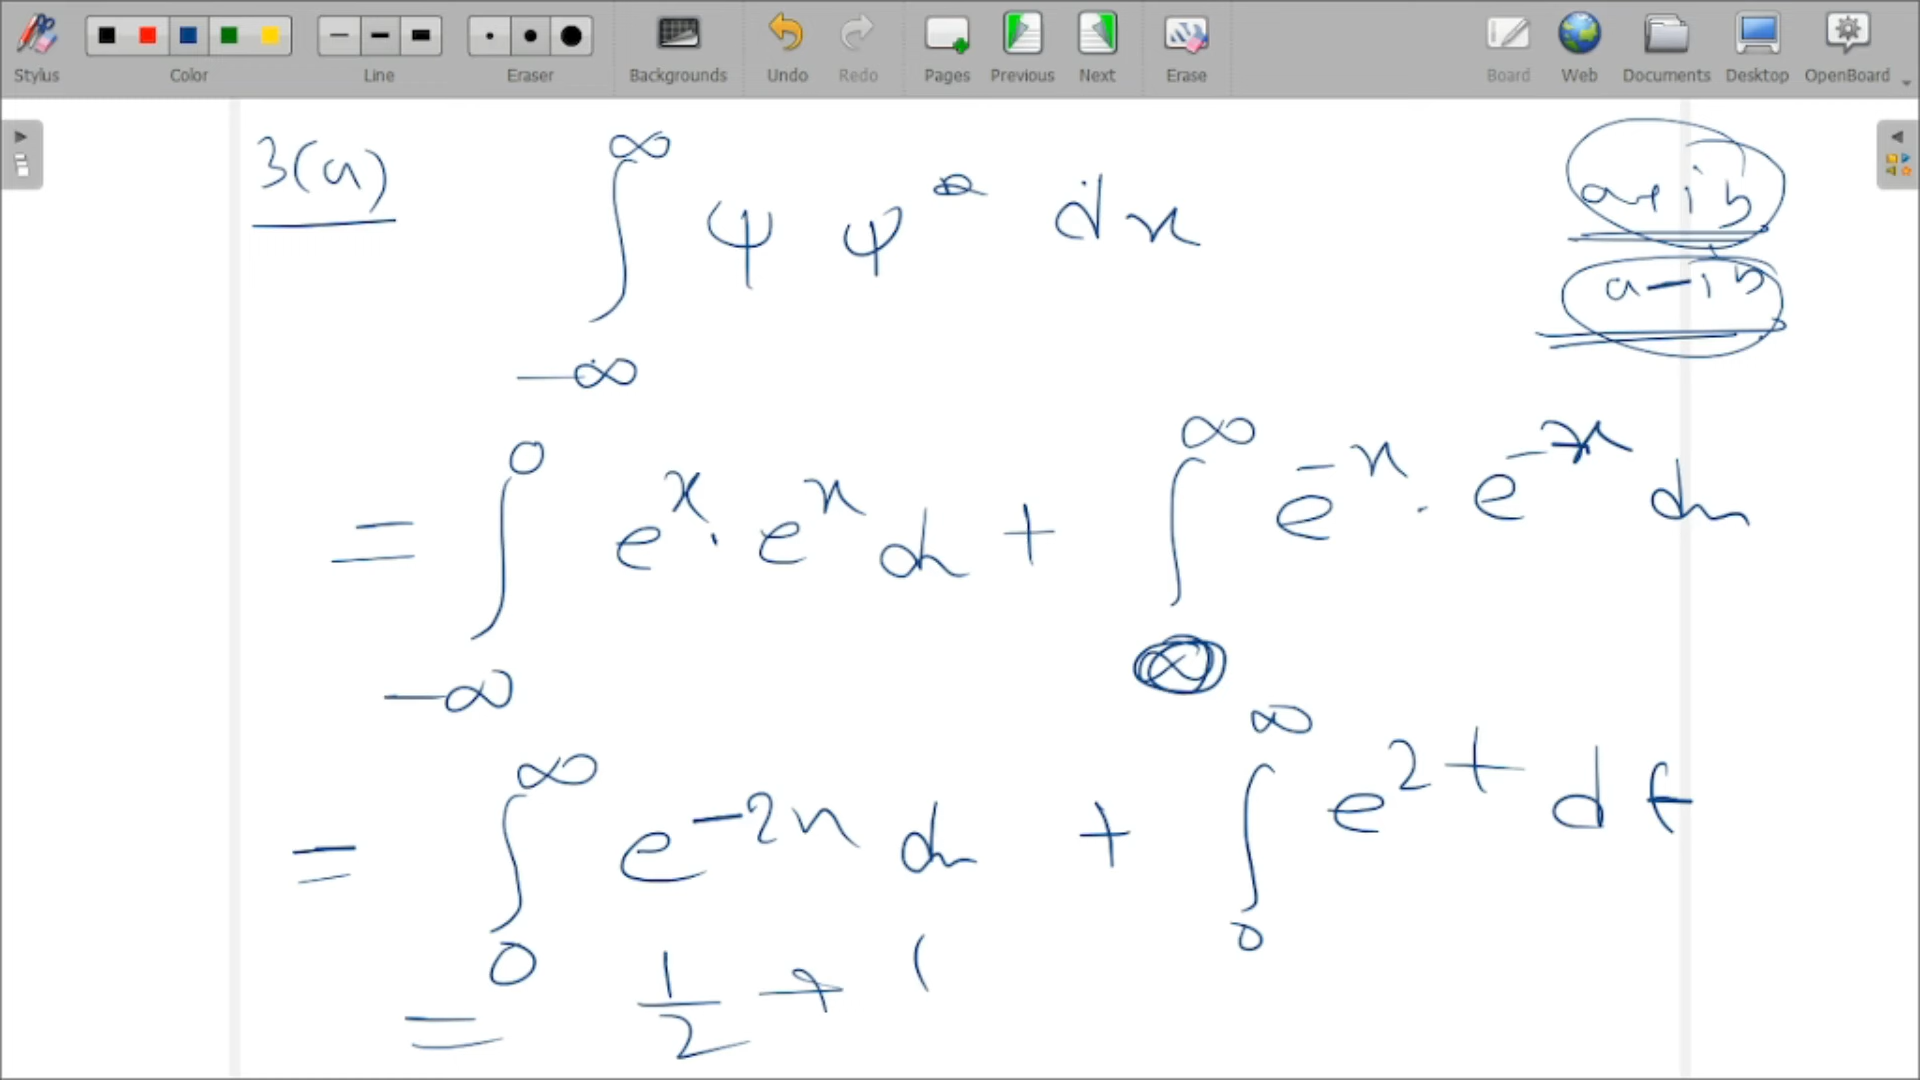 Stylus Color Line Eraser Backgrounds Undo Redo Pages Previous Next Erase Board Web Documents Desktop OpenBoard
3(a) ∫_{-∞}^{∞} ψ ψ* dx
a+ib
a-ib
= ∫_{-∞}^{0} e^x · e^x dx + ∫^{∞} e^{-x} · e^{-x} dx
= ∫_{0}^{∞} e^{-2x} dx + ∫_{0}^{∞} e^{2t} dt
= 1/2 + (